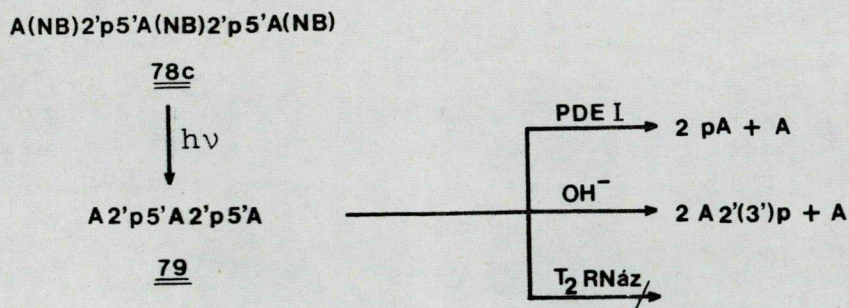 A(NB)2'p5'A(NB)2'p5'A(NB)
78c
hν
A2'p5'A2'p5'A
79
PDE I
2 pA + A
OH⁻
2 A2'(3')p + A
T₂ RNáz